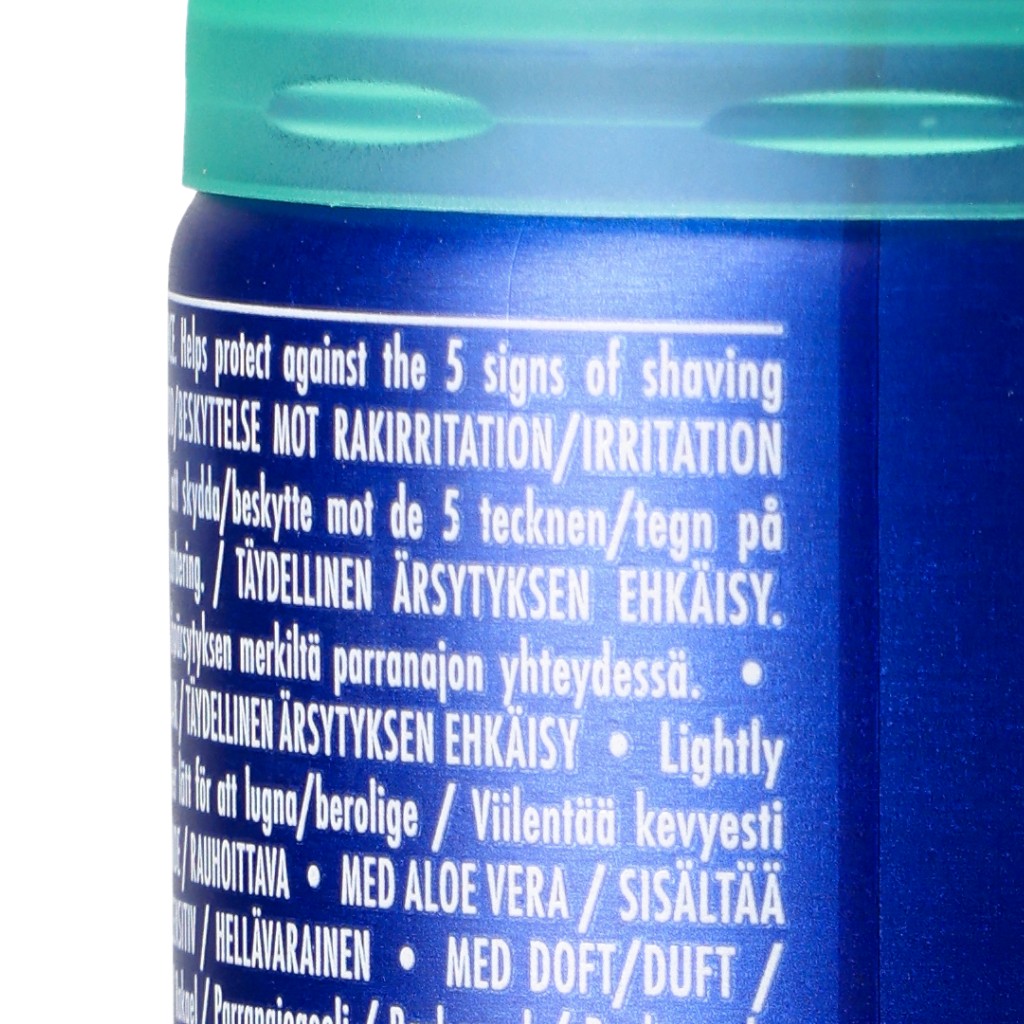 Helps protect against the 5 signs of shaving
/BESKYTTELSE MOT RAKIRRITATION/IRRITATION
att skydda/beskytte mot de 5 tecknen/tegn på
/ TÄYDELLINEN ÄRSYTYKSEN EHKÄISY.
merkiltä parranajon yhteydessä. •
/TÄYDELLINEN ÄRSYTYKSEN EHKÄISY • Lightly
lätt för att lugna/berolige / Viilentää kevyesti
/RAUHOITTAVA • MED ALOE VERA / SISÄLTÄÄ
/ HELLÄVARAINEN • MED DOFT/DUFT /
/ Parranajogeeli /